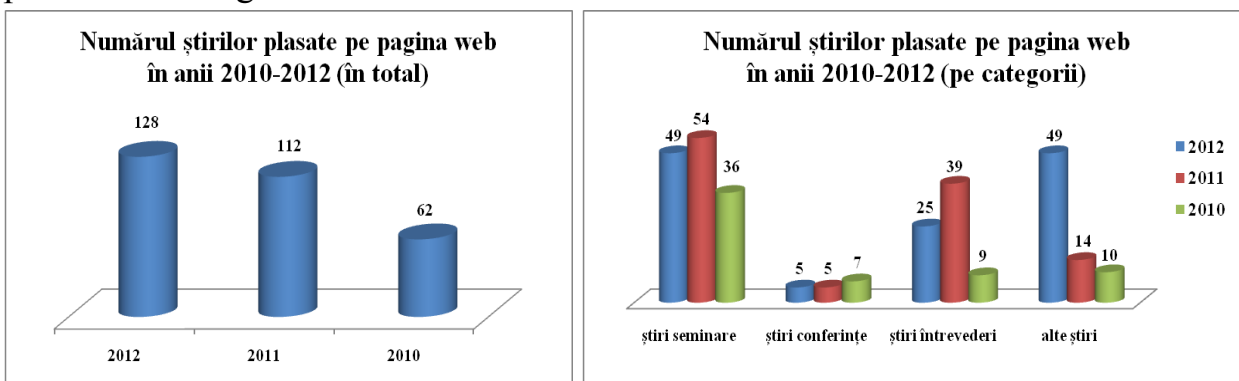 Numărul știrilor plasate pe pagina web
în anii 2010-2012 (în total)
128
112
62
2012
2011
2010
Numărul știrilor plasate pe pagina web
în anii 2010-2012 (pe categorii)
49
54
36
5
5
7
25
39
9
49
14
10
2012
2011
2010
știri seminare
știri conferințe
știri întrevederi
alte știri